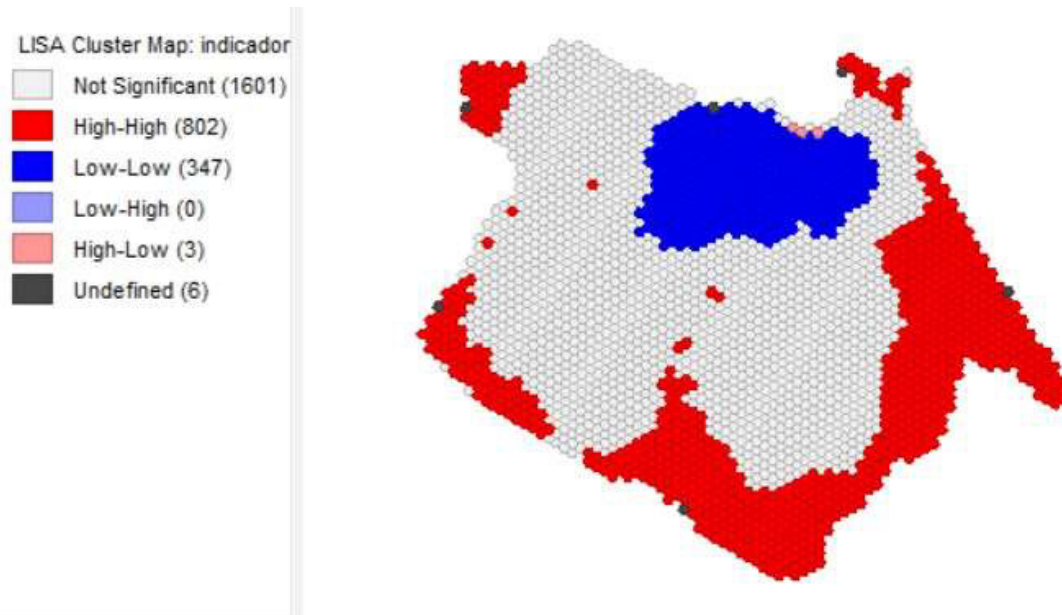 LISA Cluster Map: indicador
Not Significant (1601)
High-High (802)
Low-Low (347)
Low-High (0)
High-Low (3)
Undefined (6)